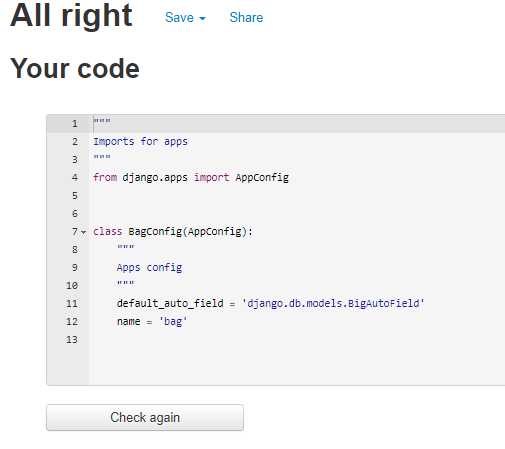 All right Save Share
Your code
1 """
2 Imports for apps
3 """
4 from django.apps import AppConfig
5
6
7 class BagConfig(AppConfig):
8 """
9 Apps config
10 """
11 default_auto_field = 'django.db.models.BigAutoField'
12 name = 'bag'
13
Check again